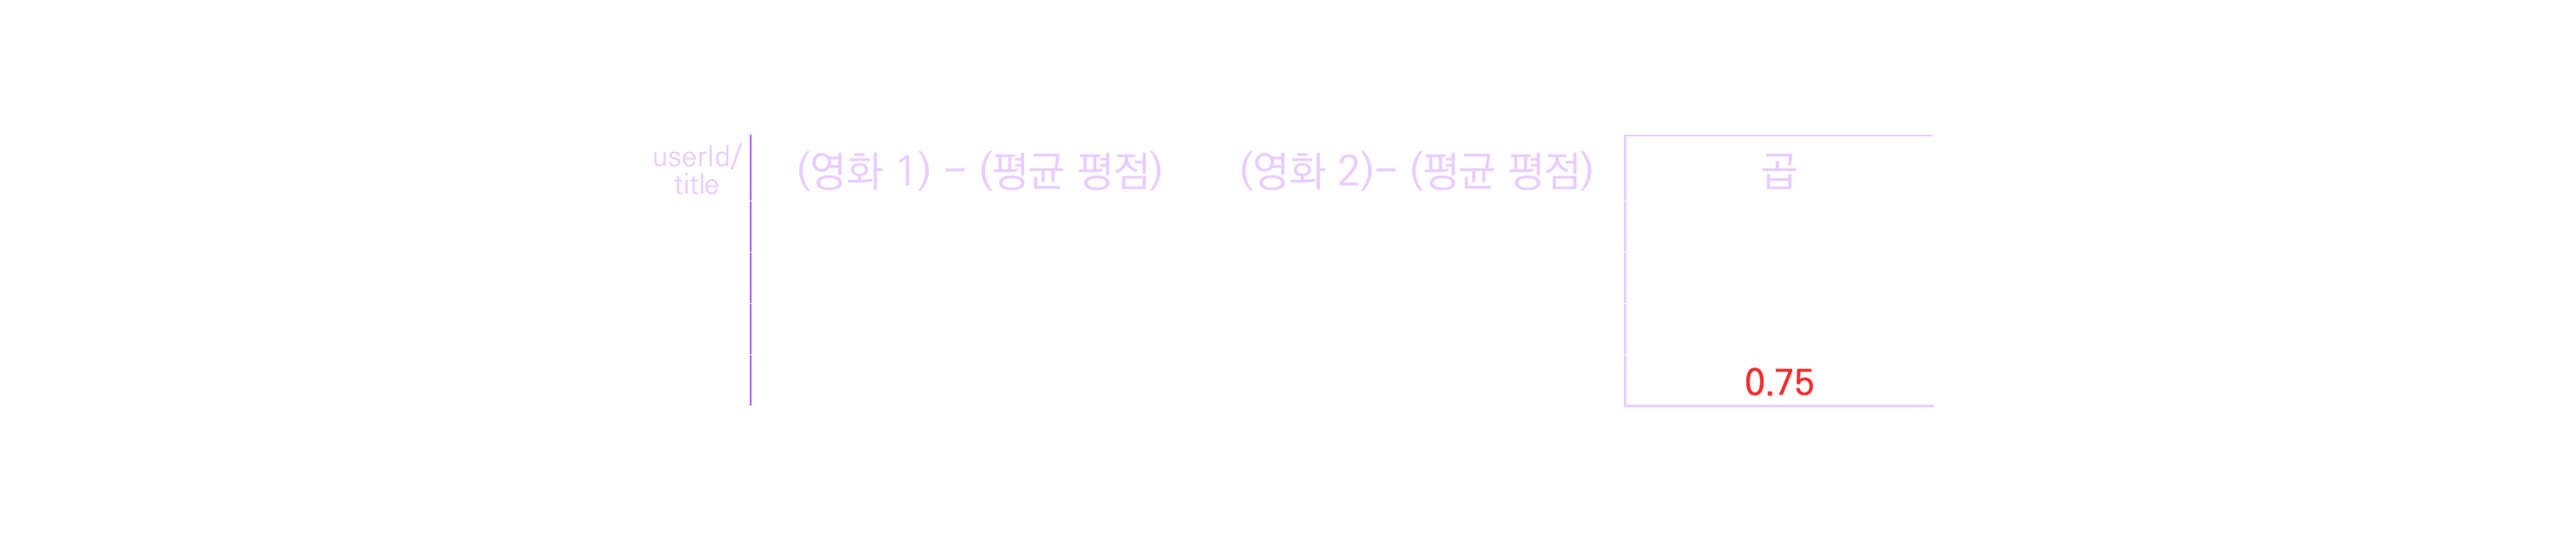 userId/
title
(영화 1) - (평균 평점)
(영화 2)- (평균 평점)
곱
0.75